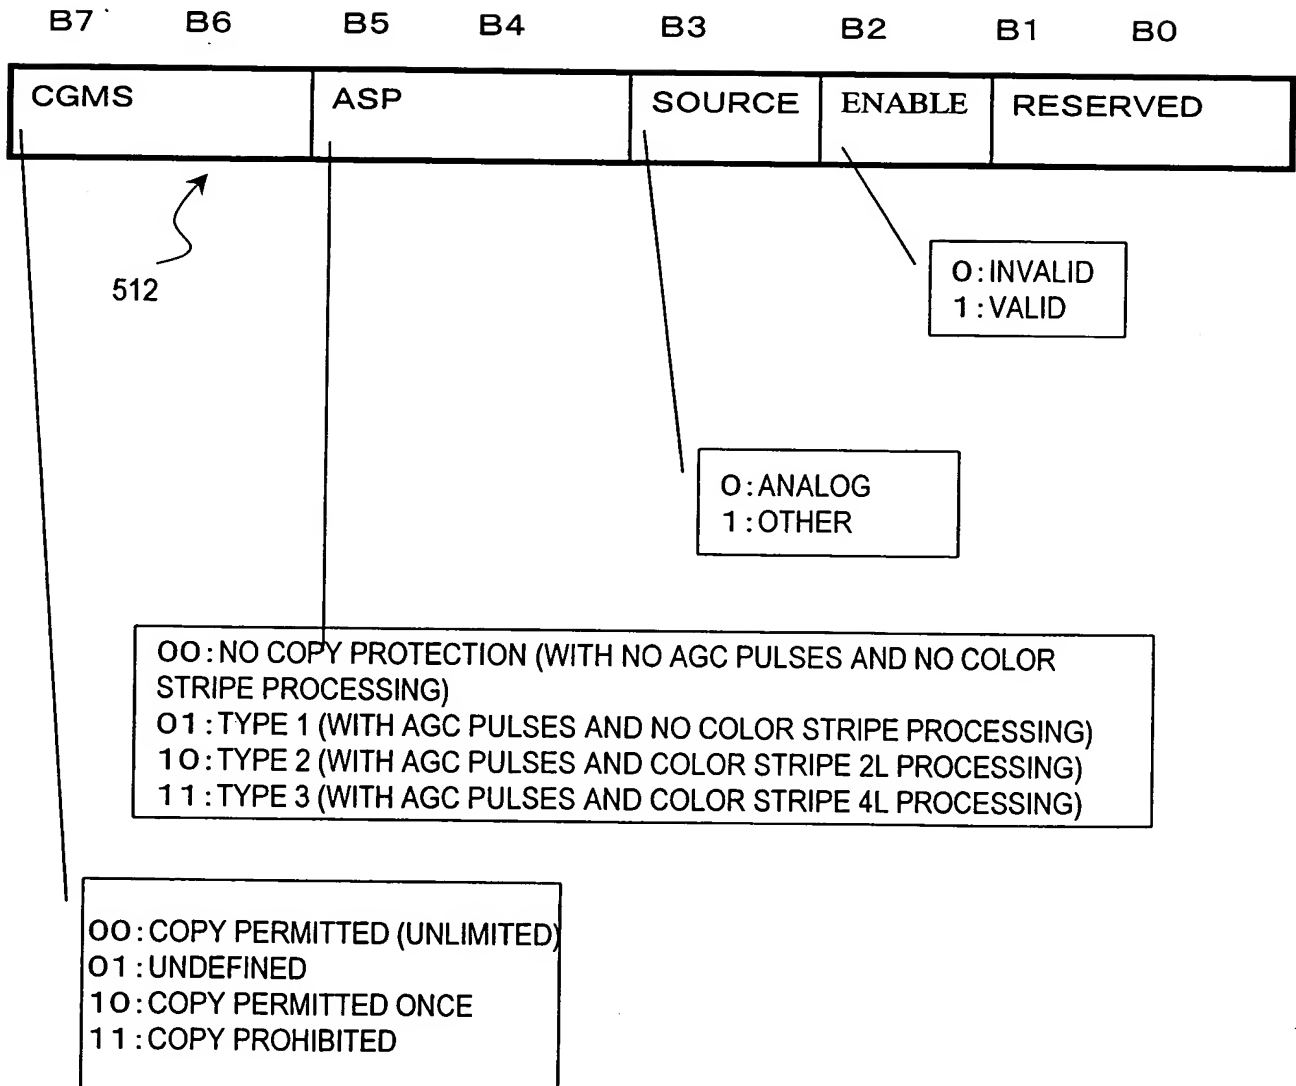 B7 B6 B5 B4 B3 B2 B1 B0
CGMS ASP SOURCE ENABLE RESERVED
512
0:INVALID
1:VALID
0:ANALOG
1:OTHER
00:NO COPY PROTECTION (WITH NO AGC PULSES AND NO COLOR
STRIPE PROCESSING)
01:TYPE 1 (WITH AGC PULSES AND NO COLOR STRIPE PROCESSING)
10:TYPE 2 (WITH AGC PULSES AND COLOR STRIPE 2L PROCESSING)
11:TYPE 3 (WITH AGC PULSES AND COLOR STRIPE 4L PROCESSING)
00:COPY PERMITTED (UNLIMITED)
01:UNDEFINED
10:COPY PERMITTED ONCE
11:COPY PROHIBITED